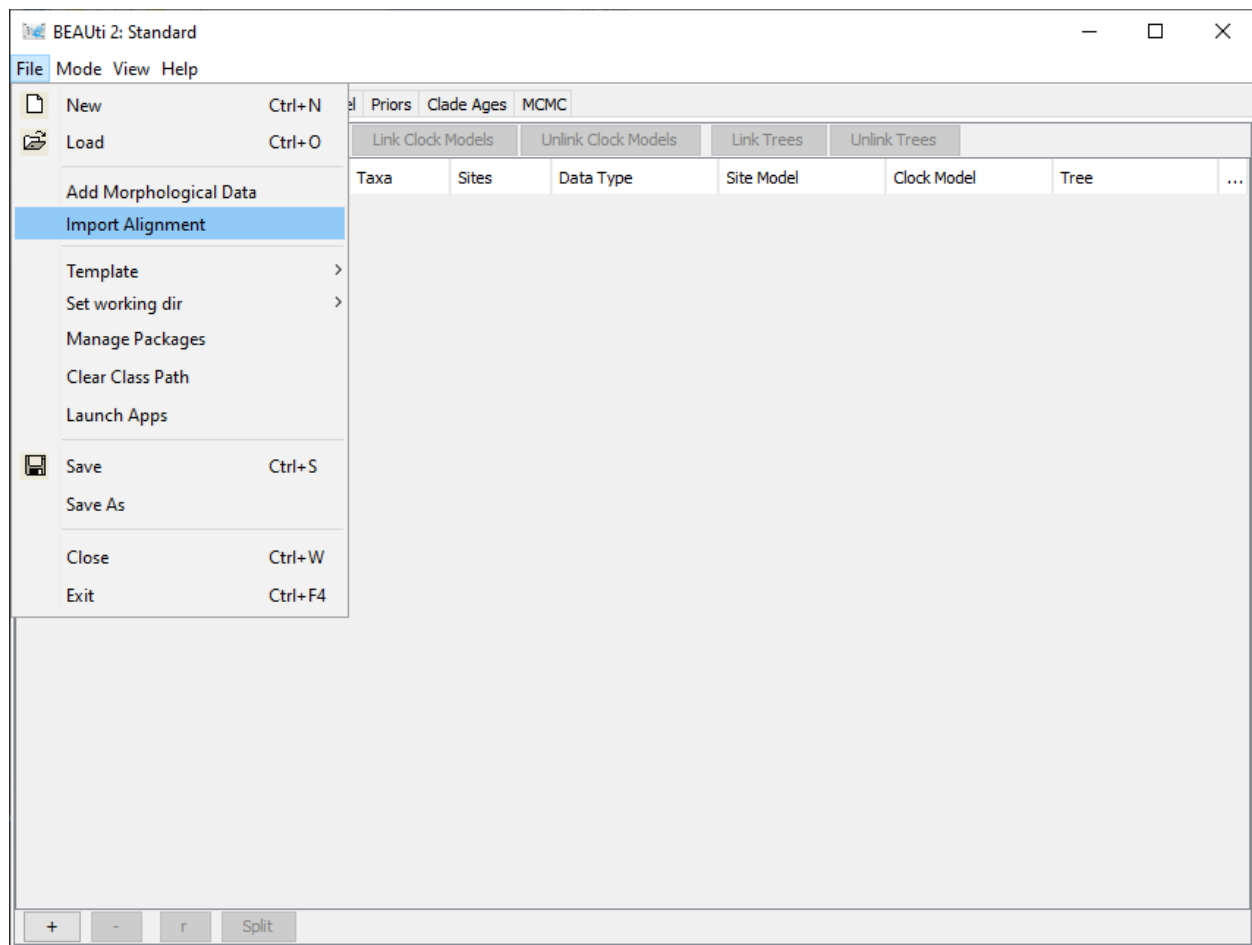 BEAUti 2: Standard
File Mode View Help
New Ctrl+N
el Priors Clade Ages MCMC
Load Ctrl+O
Link Clock Models Unlink Clock Models Link Trees Unlink Trees
Add Morphological Data
Taxa Sites Data Type Site Model Clock Model Tree ...
Import Alignment
Template
Set working dir
Manage Packages
Clear Class Path
Launch Apps
Save Ctrl+S
Save As
Close Ctrl+W
Exit Ctrl+F4
+ - r Split